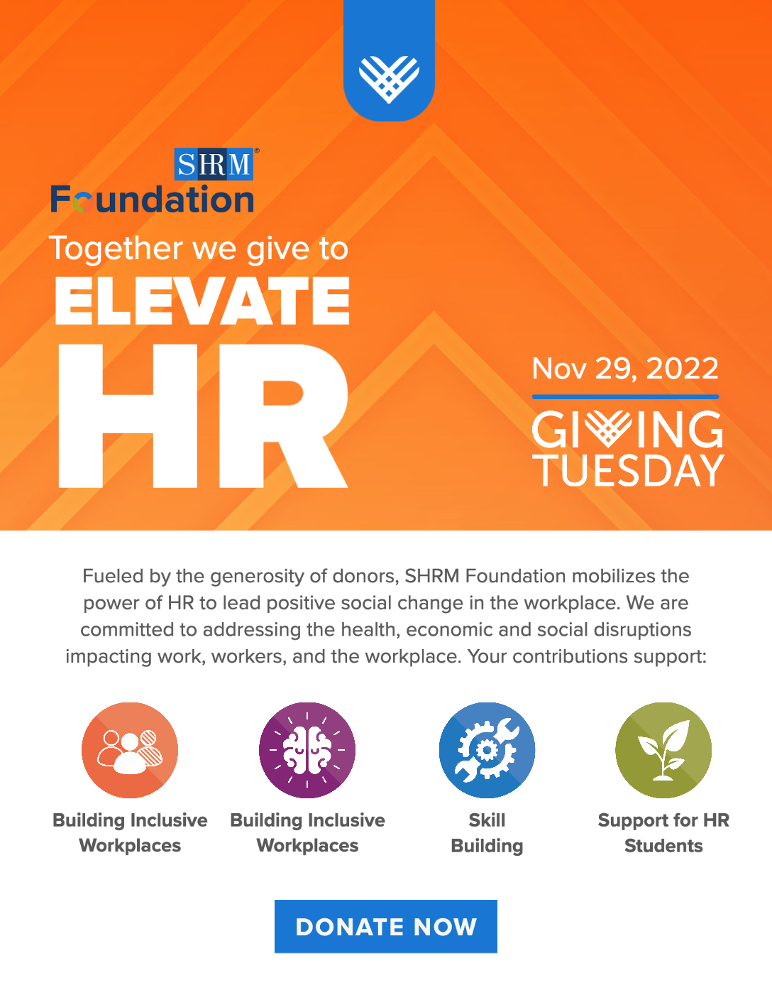 SHRM®
Foundation
Together we give to
ELEVATE
HR
Nov 29, 2022
GIVING
TUESDAY
Fueled by the generosity of donors, SHRM Foundation mobilizes the
power of HR to lead positive social change in the workplace. We are
committed to addressing the health, economic and social disruptions
impacting work, workers, and the workplace. Your contributions support:
Building Inclusive
Workplaces
Building Inclusive
Workplaces
Skill
Building
Support for HR
Students
DONATE NOW